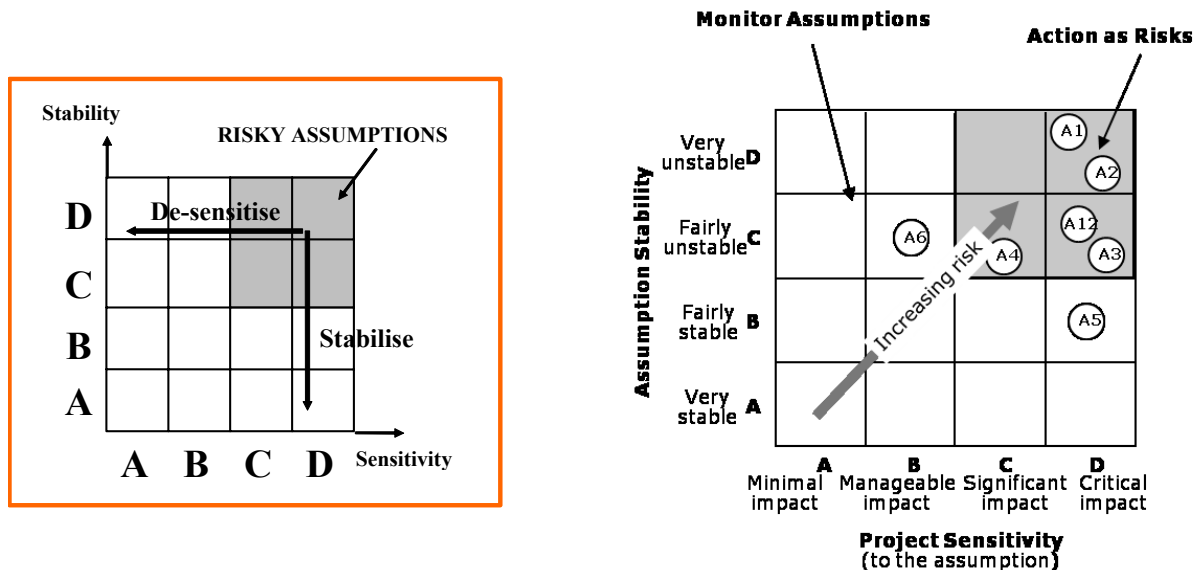 Stability
RISKY ASSUMPTIONS
D
De-sensitise
C
B
Stabilise
A
A B C D
Sensitivity
Monitor Assumptions
Action as Risks
Assumption Stability
Very
unstable D
A1
A2
Fairly
unstable C
A6
A12
A4
A3
Increasing risk
Fairly
stable B
A5
Very
stable A
A B C D
Minimal Manageable Significant Critical
impact impact impact impact
Project Sensitivity
(to the assumption)